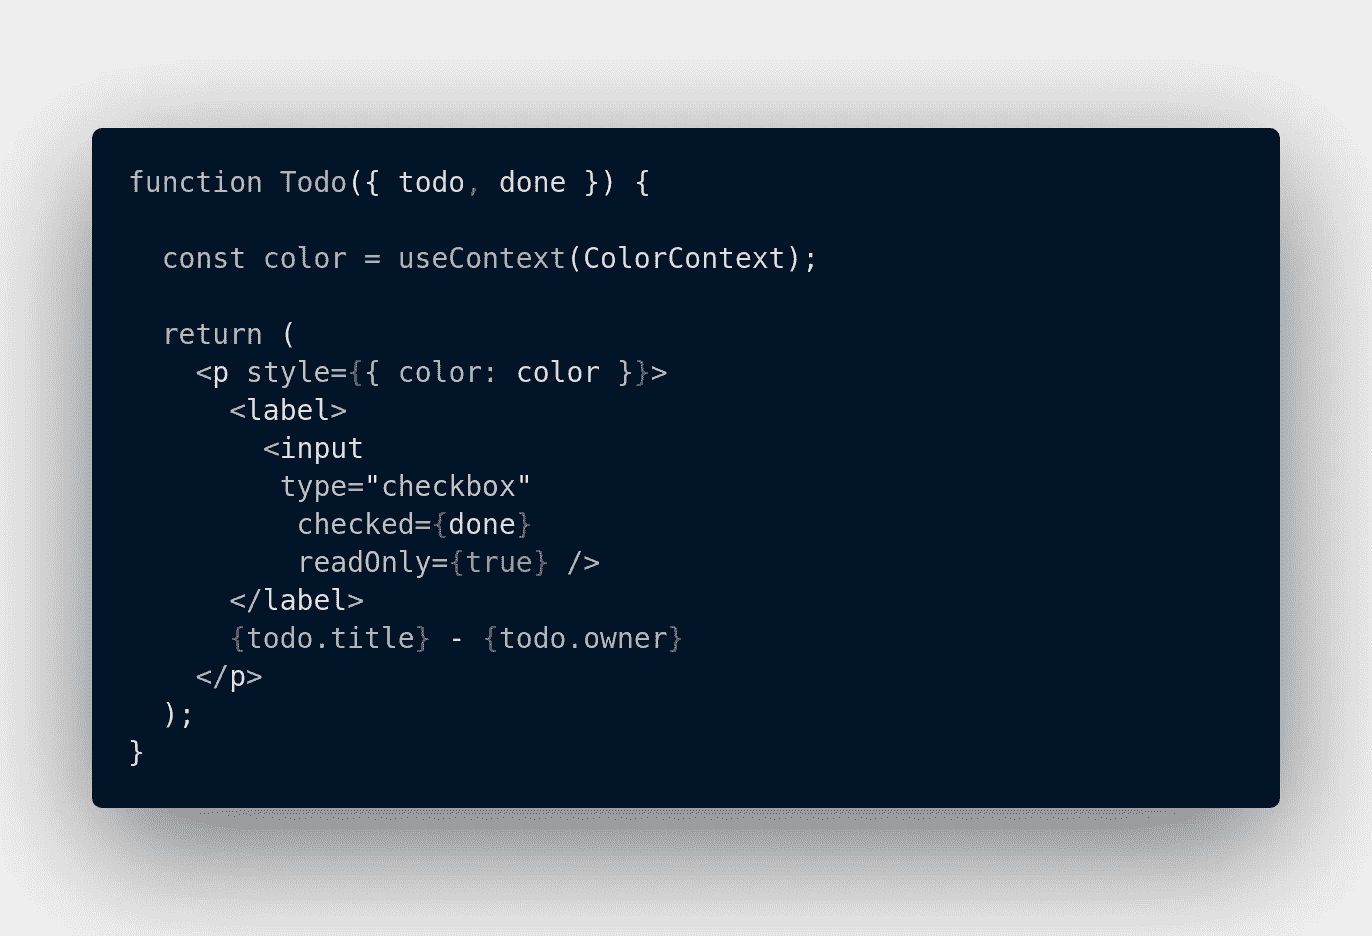 function Todo({ todo, done }) {
  const color = useContext(ColorContext);
  return (
    <p style={{ color: color }}>
      <label>
        <input
         type="checkbox"
          checked={done}
          readOnly={true} />
      </label>
      {todo.title} - {todo.owner}
    </p>
  );
}